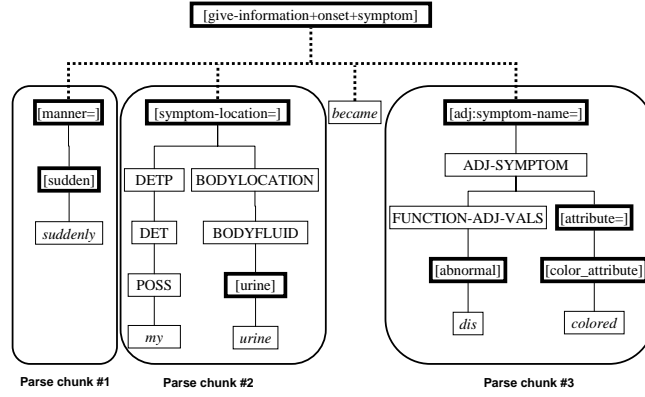 [give-information+onset+symptom]
[manner=] [symptom-location=] became [adj:symptom-name=]
ADJ-SYMPTOM
[sudden] DETP BODYLOCATION
FUNCTION-ADJ-VALS [attribute=]
suddenly DET BODYFLUID
[abnormal] [color_attribute]
POSS [urine]
my urine dis colored
Parse chunk #1 Parse chunk #2 Parse chunk #3